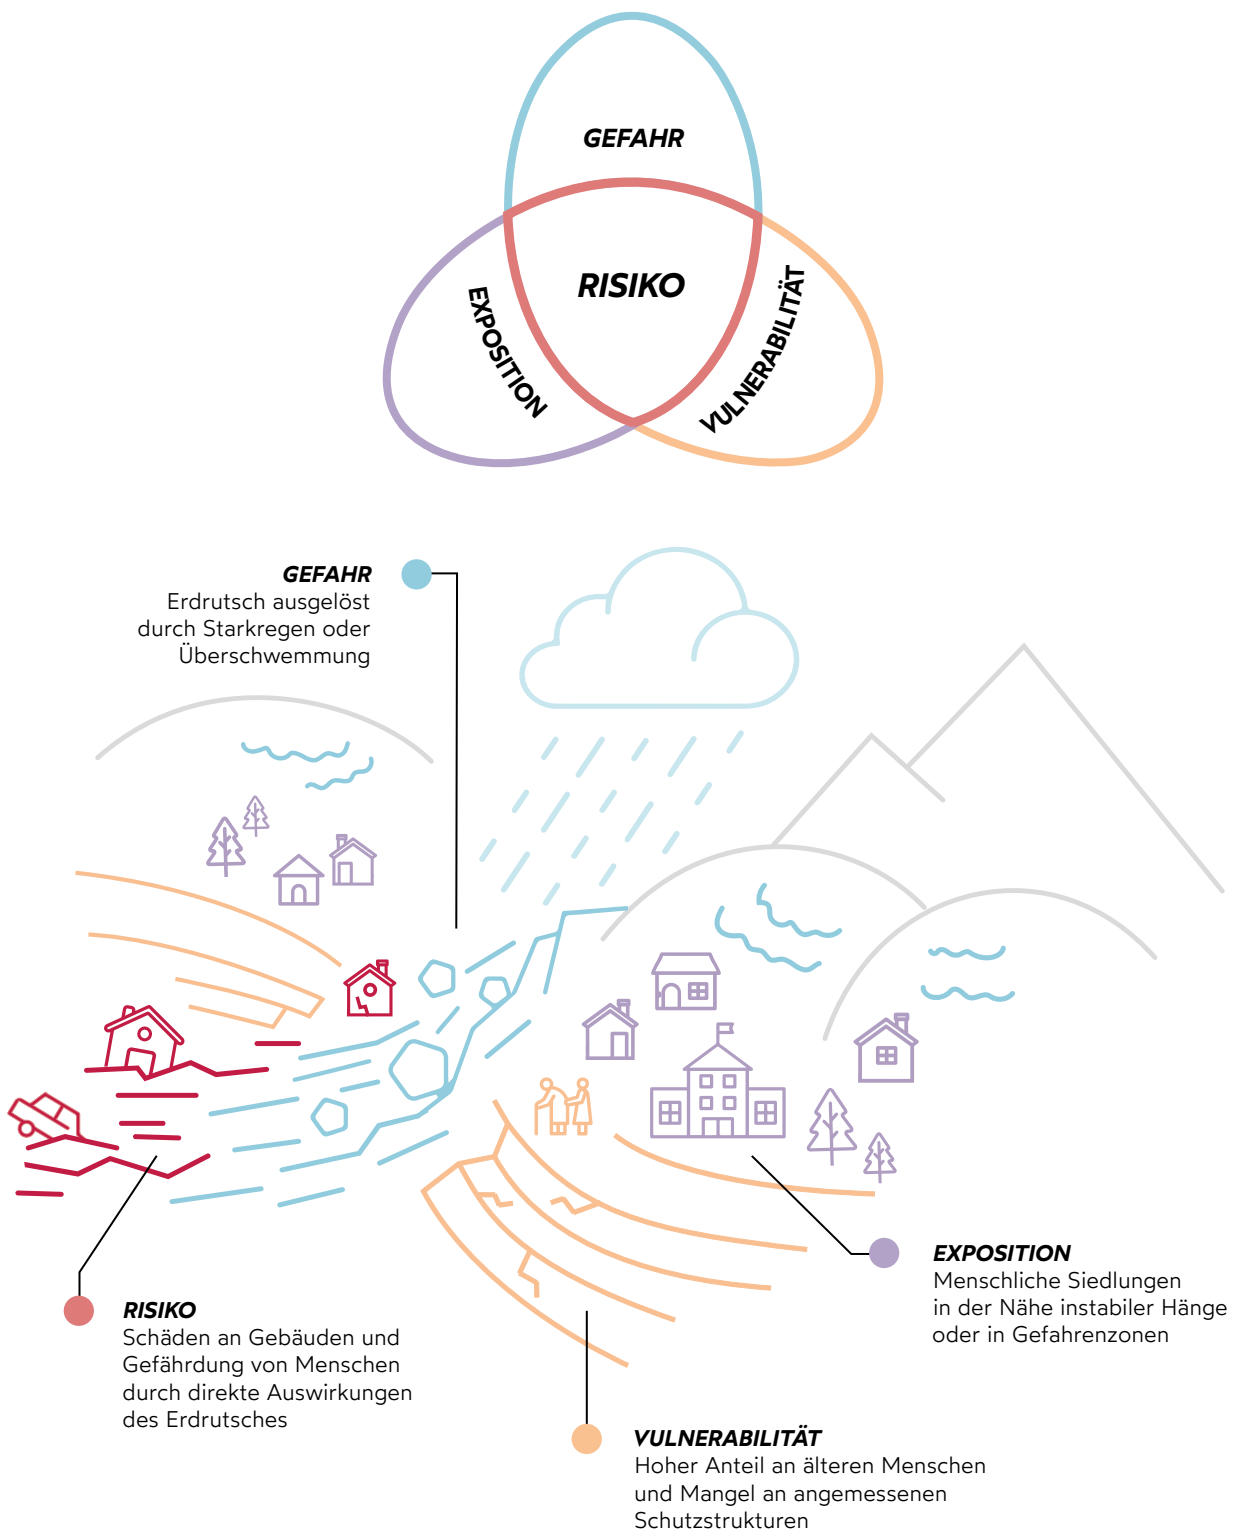 GEFAHR
RISIKO
EXPOSITION
VULNERABILITÄT
GEFAHR
Erdrutsch ausgelöst
durch Starkregen oder
Überschwemmung
EXPOSITION
Menschliche Siedlungen
in der Nähe instabiler Hänge
oder in Gefahrenzonen
RISIKO
Schäden an Gebäuden und
Gefährdung von Menschen
durch direkte Auswirkungen
des Erdrutsches
VULNERABILITÄT
Hoher Anteil an älteren Menschen
und Mangel an angemessenen
Schutzstrukturen